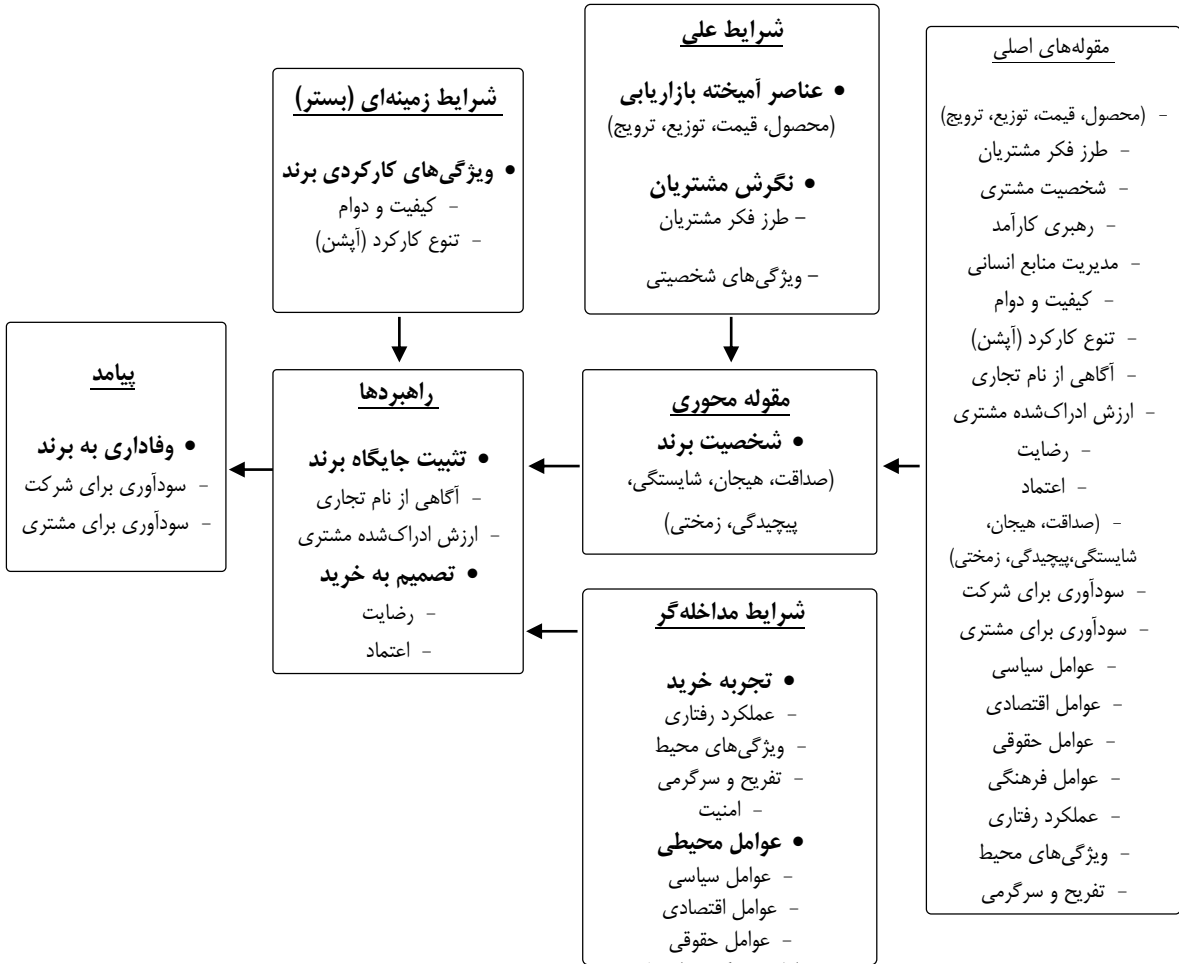 مقوله‌های اصلی
- (محصول، قیمت، توزیع، ترویج)
- طرز فکر مشتریان
- شخصیت مشتری
- رهبری کارآمد
- مدیریت منابع انسانی
- کیفیت و دوام
- تنوع کارکرد (آپشن)
- آگاهی از نام تجاری
- ارزش ادراک‌شده مشتری
- رضایت
- اعتماد
- (صداقت، هیجان،
شایستگی،پیچیدگی، زمختی)
- سودآوری برای شرکت
- سودآوری برای مشتری
- عوامل سیاسی
- عوامل اقتصادی
- عوامل حقوقی
- عوامل فرهنگی
- عملکرد رفتاری
- ویژگی‌های محیط
- تفریح و سرگرمی
شرایط علی
• عناصر آمیخته بازاریابی
(محصول، قیمت، توزیع، ترویج)
• نگرش مشتریان
– طرز فکر مشتریان
– ویژگی‌های شخصیتی
شرایط زمینه‌ای (بستر)
• ویژگی‌های کارکردی برند
- کیفیت و دوام
- تنوع کارکرد (آپشن)
مقوله محوری
• شخصیت برند
(صداقت، هیجان، شایستگی،
پیچیدگی، زمختی)
راهبردها
• تثبیت جایگاه برند
- آگاهی از نام تجاری
- ارزش ادراک‌شده مشتری
• تصمیم به خرید
- رضایت
- اعتماد
پیامد
• وفاداری به برند
- سودآوری برای شرکت
- سودآوری برای مشتری
شرایط مداخله‌گر
• تجربه خرید
- عملکرد رفتاری
- ویژگی‌های محیط
- تفریح و سرگرمی
- امنیت
• عوامل محیطی
- عوامل سیاسی
- عوامل اقتصادی
- عوامل حقوقی